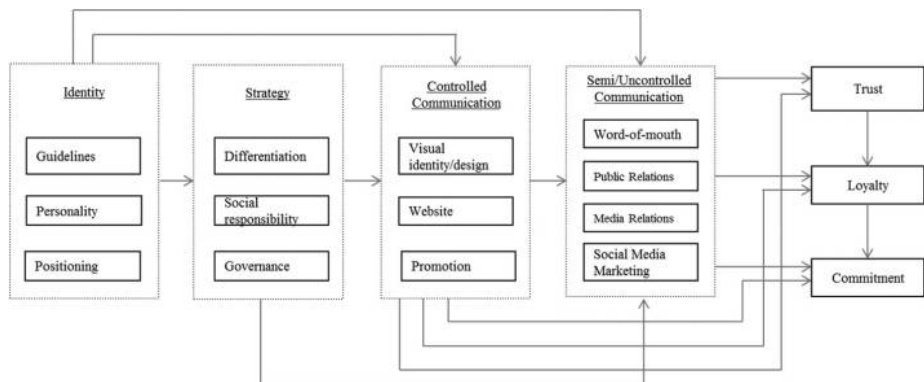 Identity
Guidelines
Personality
Positioning
Strategy
Differentiation
Social
responsibility
Governance
Controlled
Communication
Visual
identity/design
Website
Promotion
Semi/Uncontrolled
Communication
Word-of-mouth
Public Relations
Media Relations
Social Media
Marketing
Trust
Loyalty
Commitment